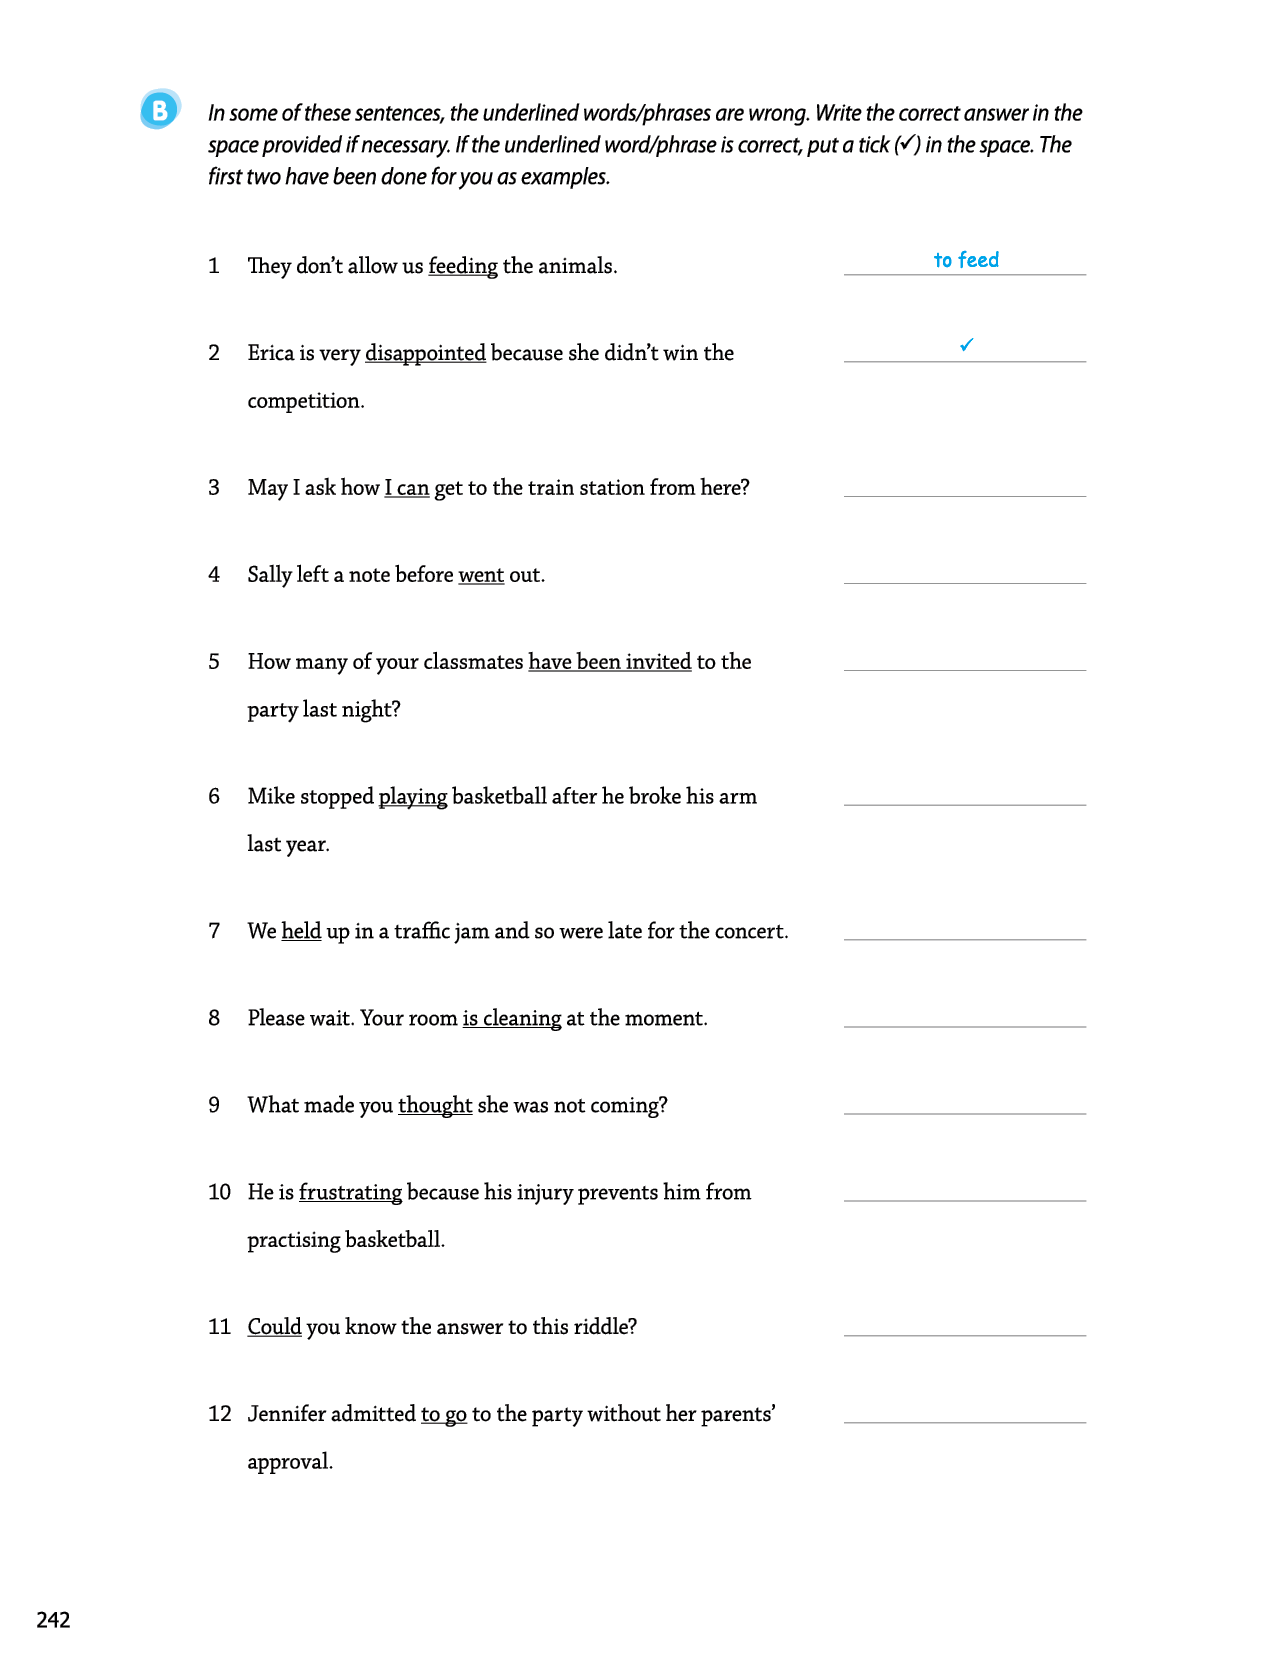 B In some of these sentences, the underlined words/phrases are wrong. Write the correct answer in the
space provided if necessary. If the underlined word/phrase is correct, put a tick (✓) in the space. The
first two have been done for you as examples.
1 They don’t allow us feeding the animals. to feed
2 Erica is very disappointed because she didn’t win the ✓
competition.
3 May I ask how I can get to the train station from here?
4 Sally left a note before went out.
5 How many of your classmates have been invited to the
party last night?
6 Mike stopped playing basketball after he broke his arm
last year.
7 We held up in a traffic jam and so were late for the concert.
8 Please wait. Your room is cleaning at the moment.
9 What made you thought she was not coming?
10 He is frustrating because his injury prevents him from
practising basketball.
11 Could you know the answer to this riddle?
12 Jennifer admitted to go to the party without her parents’
approval.
242